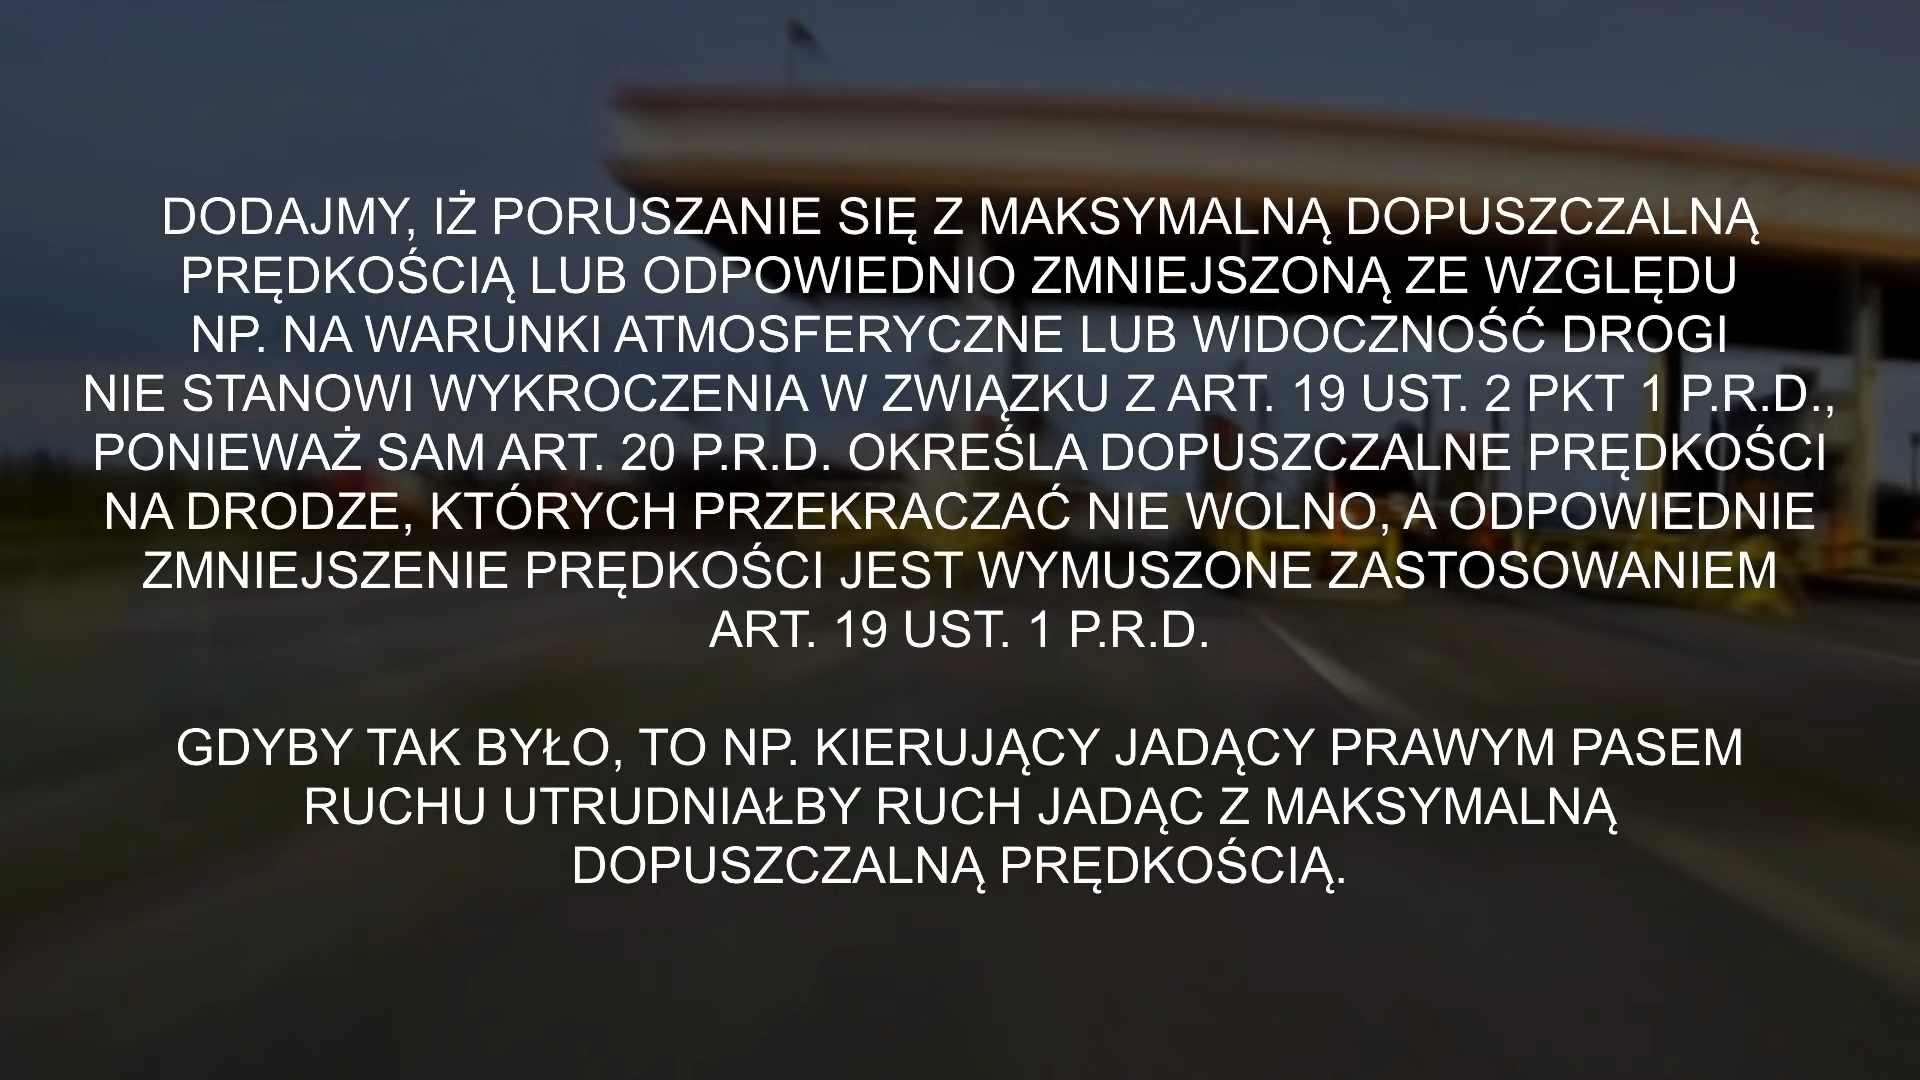 DODAJMY, IŻ PORUSZANIE SIĘ Z MAKSYMALNĄ DOPUSZCZALNĄ
PRĘDKOŚCIĄ LUB ODPOWIEDNIO ZMNIEJSZONĄ ZE WZGLĘDU
NP. NA WARUNKI ATMOSFERYCZNE LUB WIDOCZNOŚĆ DROGI
NIE STANOWI WYKROCZENIA W ZWIĄZKU Z ART. 19 UST. 2 PKT 1 P.R.D.,
PONIEWAŻ SAM ART. 20 P.R.D. OKREŚLA DOPUSZCZALNE PRĘDKOŚCI
NA DRODZE, KTÓRYCH PRZEKRACZAĆ NIE WOLNO, A ODPOWIEDNIE
ZMNIEJSZENIE PRĘDKOŚCI JEST WYMUSZONE ZASTOSOWANIEM
ART. 19 UST. 1 P.R.D.
GDYBY TAK BYŁO, TO NP. KIERUJĄCY JADĄCY PRAWYM PASEM
RUCHU UTRUDNIAŁBY RUCH JADĄC Z MAKSYMALNĄ
DOPUSZCZALNĄ PRĘDKOŚCIĄ.